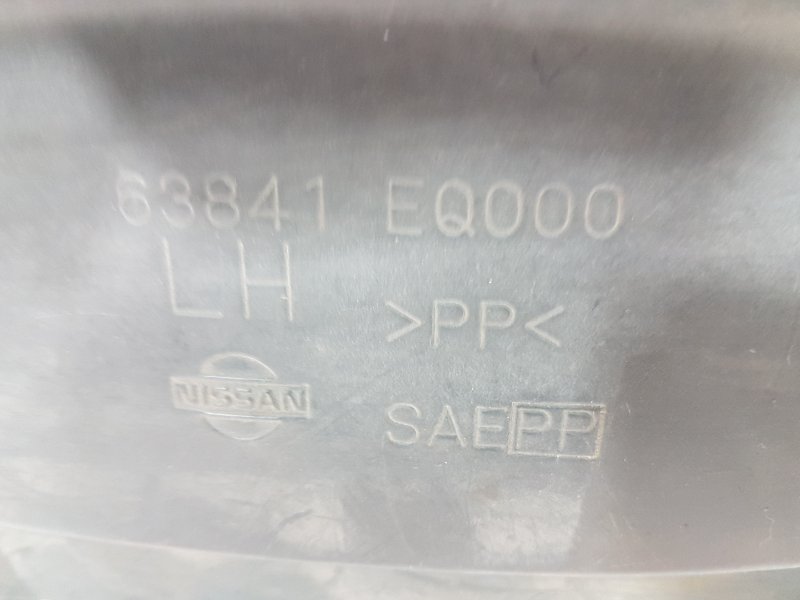 63841 EQ000
LH
>PP<
NISSAN
SAEPP